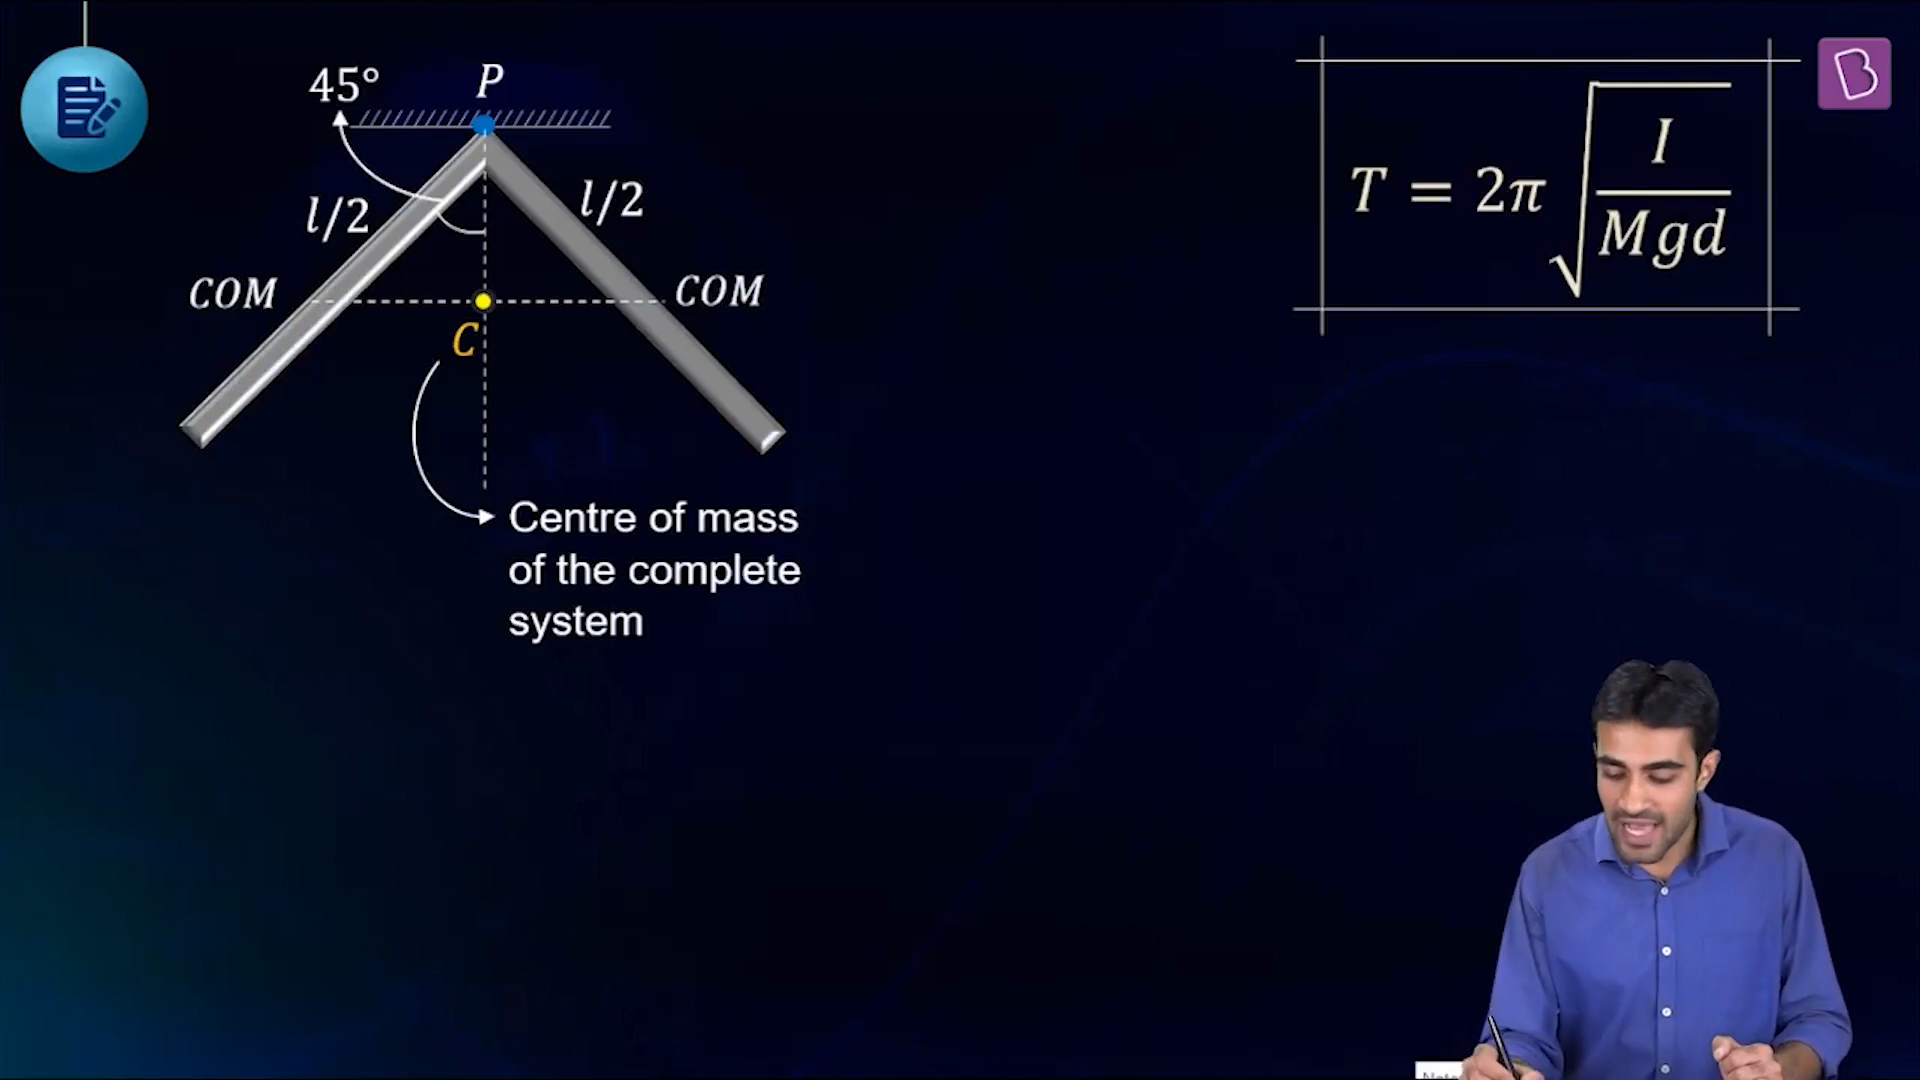 45°
P
l/2
l/2
COM
COM
C
Centre of mass
of the complete
system
T = 2π √(I / Mgd)
B